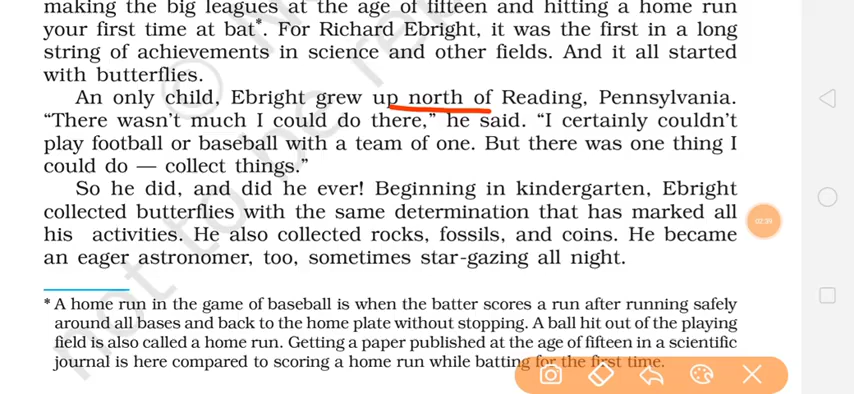 making the big leagues at the age of fifteen and hitting a home run
your first time at bat*. For Richard Ebright, it was the first in a long
string of achievements in science and other fields. And it all started
with butterflies.
An only child, Ebright grew up north of Reading, Pennsylvania.
“There wasn’t much I could do there,” he said. “I certainly couldn’t
play football or baseball with a team of one. But there was one thing I
could do — collect things.”
So he did, and did he ever! Beginning in kindergarten, Ebright
collected butterflies with the same determination that has marked all
his activities. He also collected rocks, fossils, and coins. He became
an eager astronomer, too, sometimes star-gazing all night.
* A home run in the game of baseball is when the batter scores a run after running safely
around all bases and back to the home plate without stopping. A ball hit out of the playing
field is also called a home run. Getting a paper published at the age of fifteen in a scientific
journal is here compared to scoring a home run while batting for the first time.